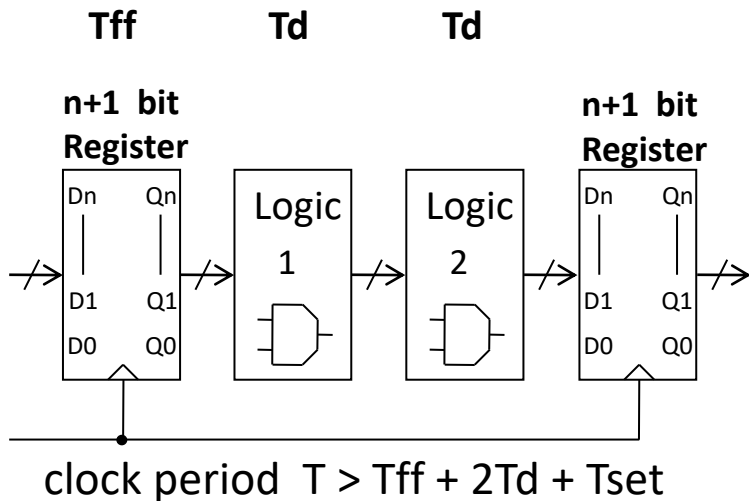 Tff Td Td
n+1 bit
Register
n+1 bit
Register
Dn Qn
D1 Q1
D0 Q0
Logic
1
Logic
2
Dn Qn
D1 Q1
D0 Q0
clock period T > Tff + 2Td + Tset